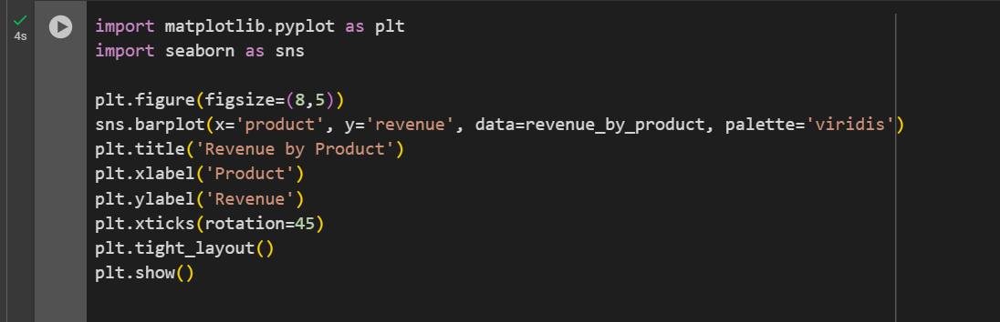 4s
import matplotlib.pyplot as plt
import seaborn as sns
plt.figure(figsize=(8,5))
sns.barplot(x='product', y='revenue', data=revenue_by_product, palette='viridis')
plt.title('Revenue by Product')
plt.xlabel('Product')
plt.ylabel('Revenue')
plt.xticks(rotation=45)
plt.tight_layout()
plt.show()